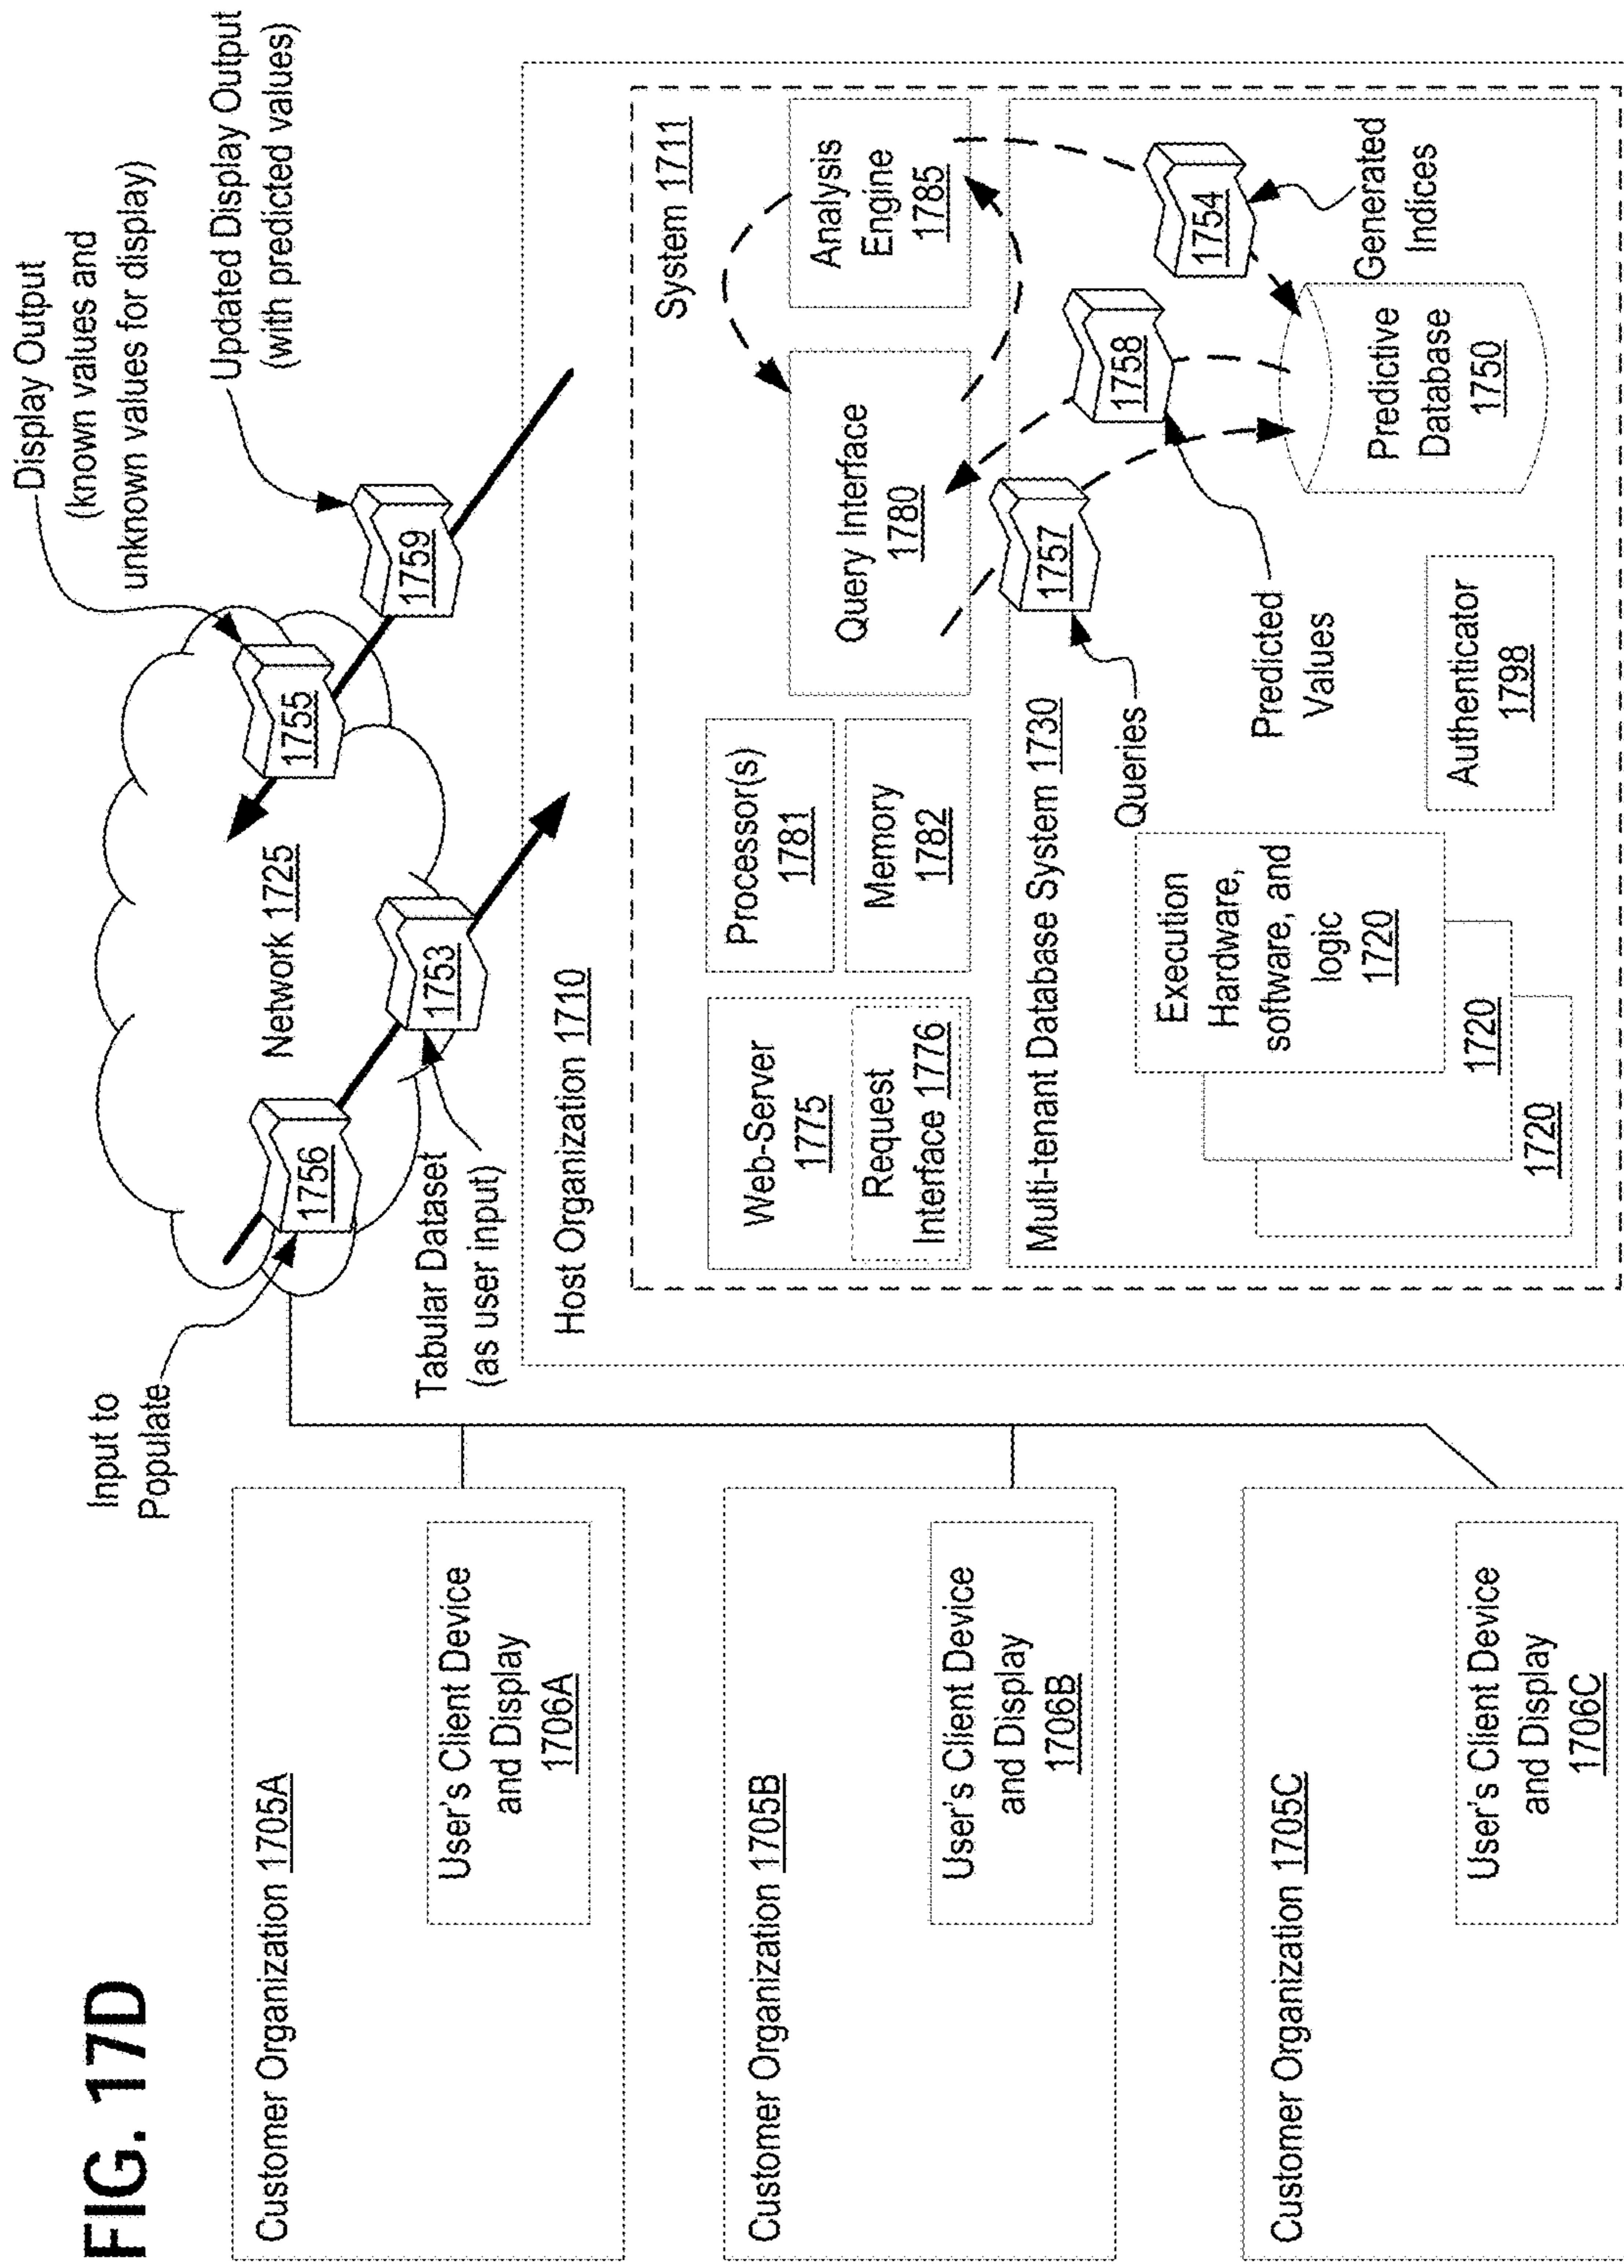 FIG. 17D
Customer Organization 1705A
User's Client Device
and Display
1706A
Customer Organization 1705B
User's Client Device
and Display
1706B
Customer Organization 1705C
User's Client Device
and Display
1706C
Input to
Populate
1756
Network 1725
1753
Tabular Dataset
(as user input)
1755
Display Output
(known values and
unknown values for display)
1759
Updated Display Output
(with predicted values)
Host Organization 1710
System 1711
Web-Server
1775
Request
Interface 1776
Processor(s)
1781
Memory
1782
Query Interface
1780
Analysis
Engine
1785
Multi-tenant Database System 1730
Execution
Hardware,
software, and
logic
1720
1720
1720
Queries
1757
1758
Predicted
Values
1754
Generated
Indices
Predictive
Database
1750
Authenticator
1798